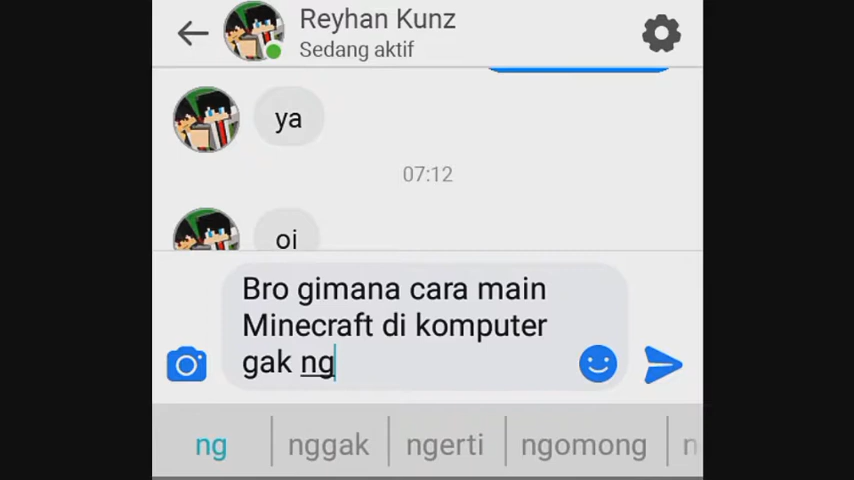 Reyhan Kunz
Sedang aktif
ya
07:12
oi
Bro gimana cara main
Minecraft di komputer
gak ng
ng nggak ngerti ngomong n